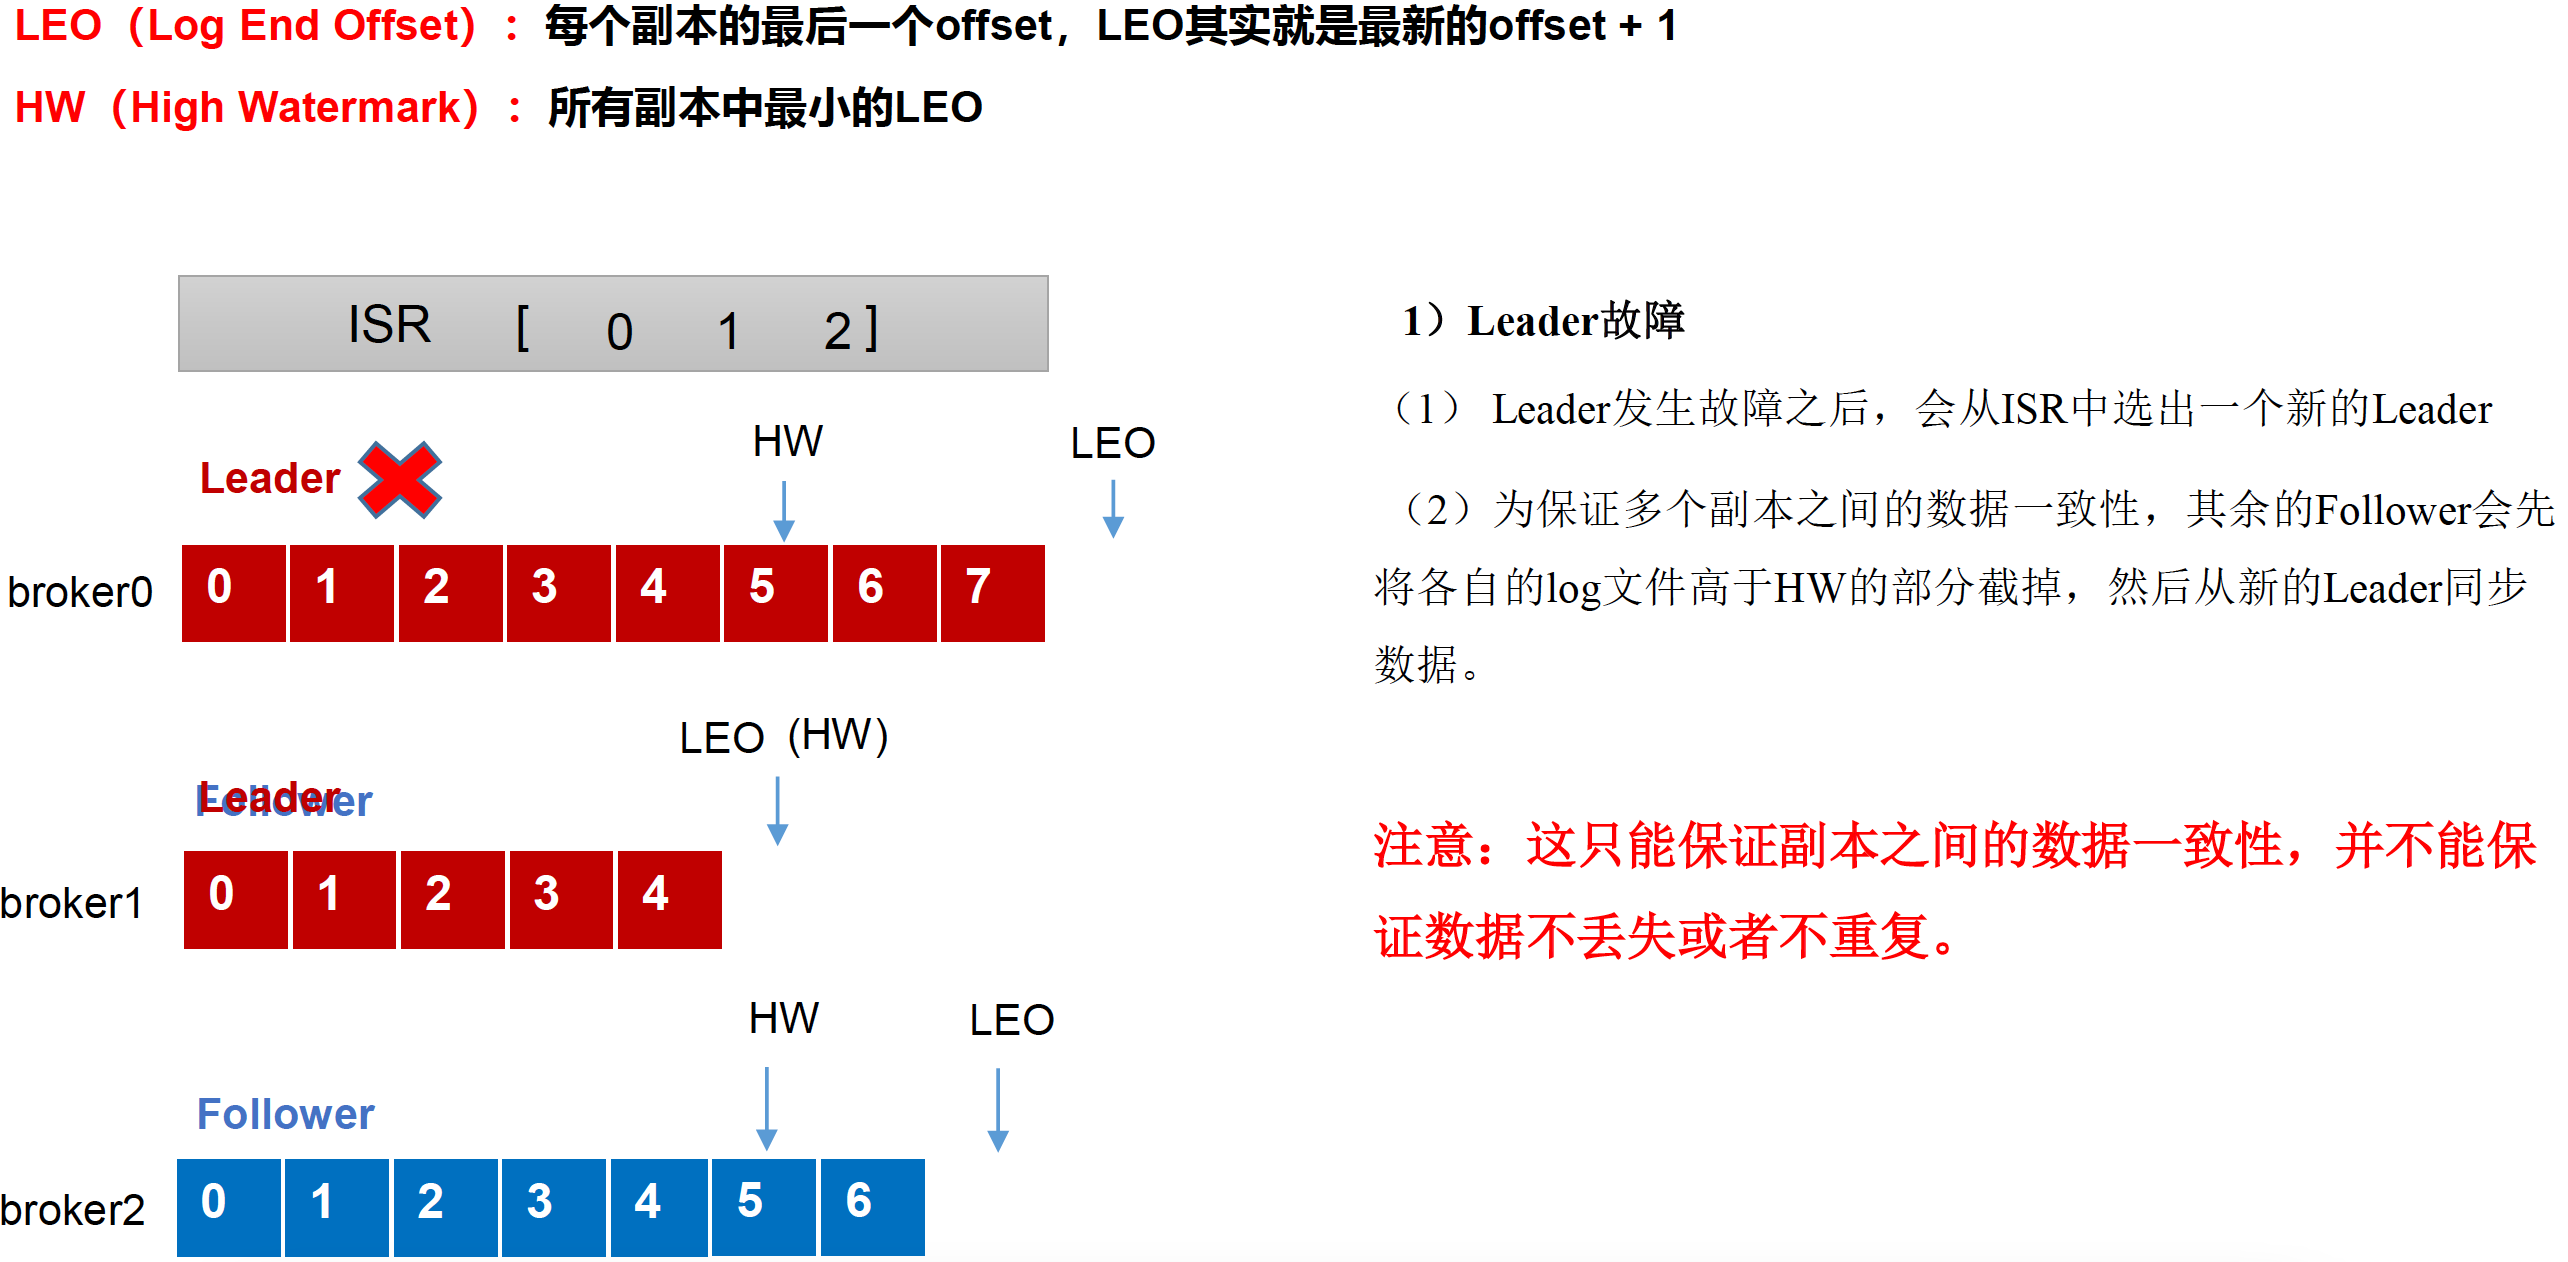 LEO（Log End Offset）：每个副本的最后一个offset，LEO其实就是最新的offset + 1
HW（High Watermark）：所有副本中最小的LEO
ISR [ 0 1 2 ]
1）Leader故障
（1） Leader发生故障之后，会从ISR中选出一个新的Leader
（2）为保证多个副本之间的数据一致性，其余的Follower会先
将各自的log文件高于HW的部分截掉，然后从新的Leader同步
数据。
注意：这只能保证副本之间的数据一致性，并不能保
证数据不丢失或者不重复。
HW
LEO
Leader
broker0
0 1 2 3 4 5 6 7
LEO（HW）
Follower
Leader
broker1
0 1 2 3 4
HW
LEO
Follower
broker2
0 1 2 3 4 5 6